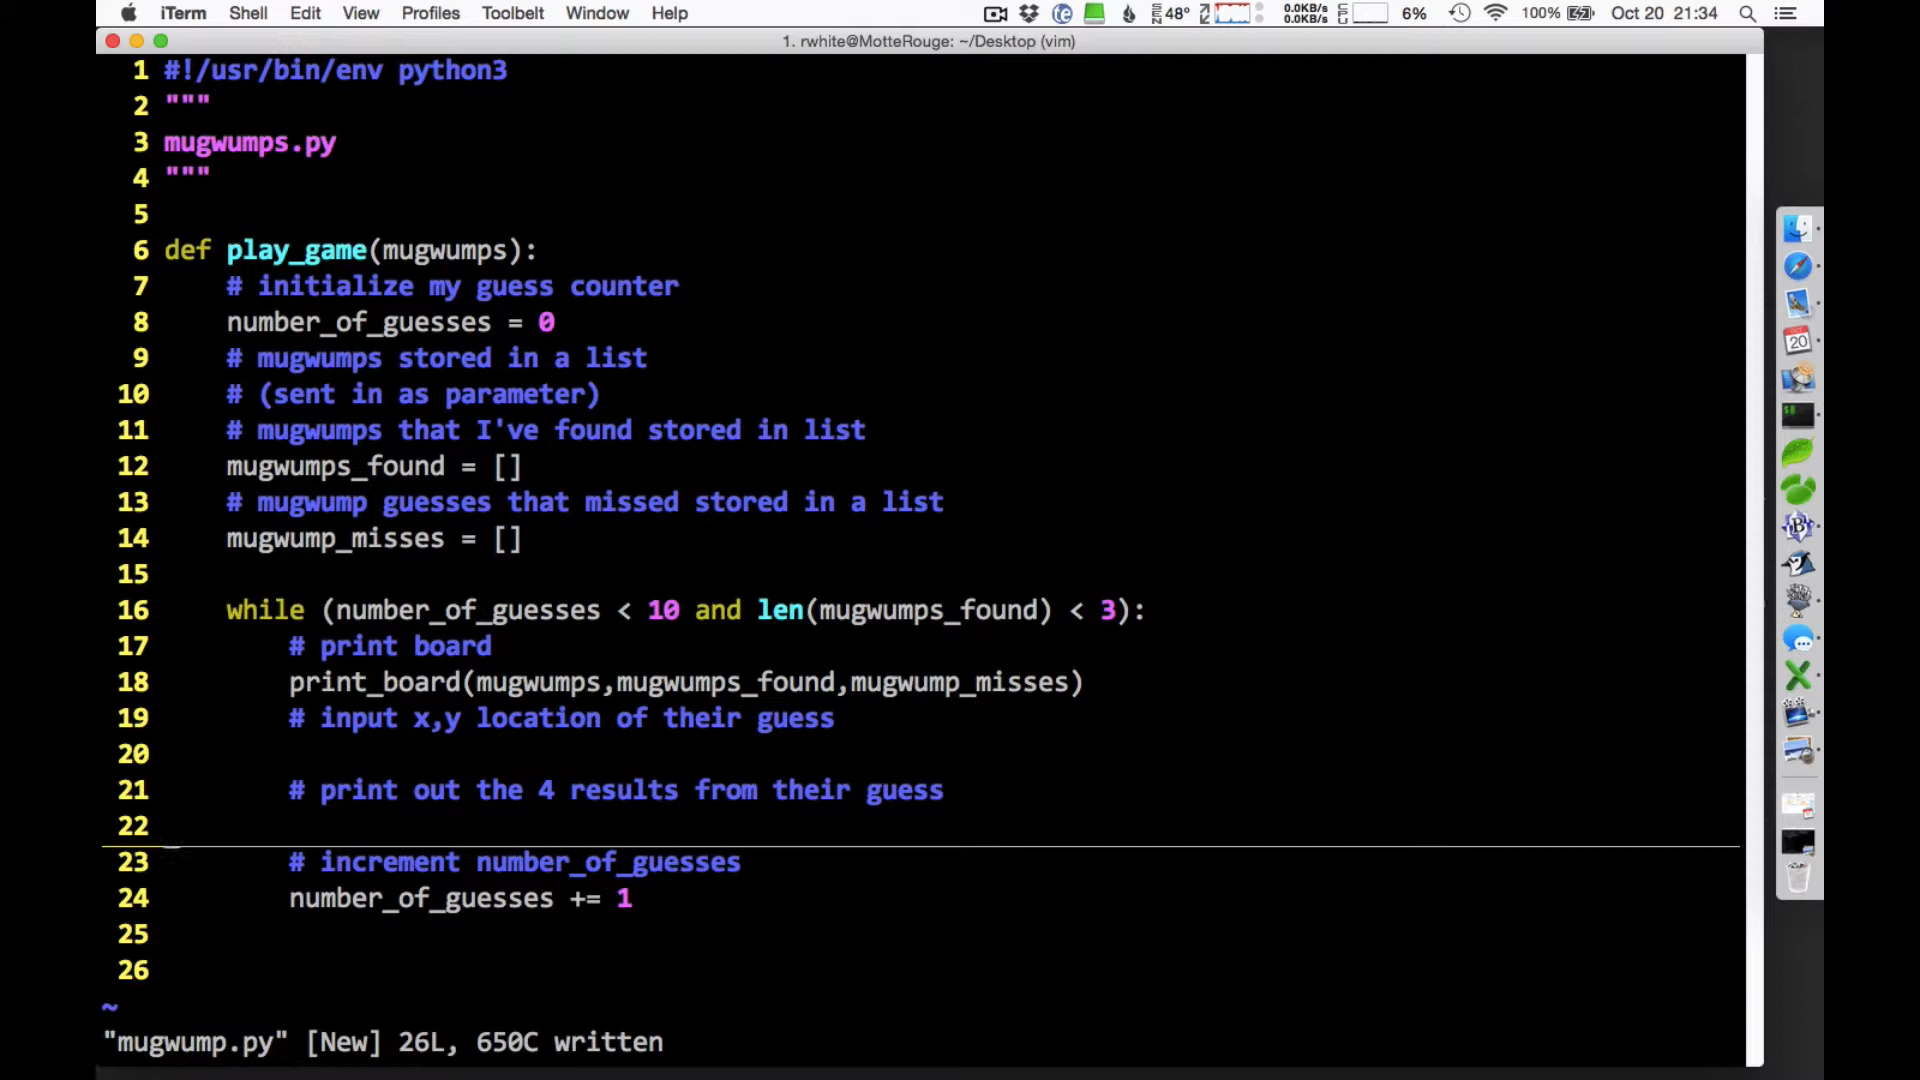 iTerm Shell Edit View Profiles Toolbelt Window Help 48° 0.0KB/s 0.0KB/s 6% 100% Oct 20 21:34
1. rwhite@MotteRouge: ~/Desktop (vim)
1 #!/usr/bin/env python3
2 """
3 mugwumps.py
4 """
5
6 def play_game(mugwumps):
7 # initialize my guess counter
8 number_of_guesses = 0
9 # mugwumps stored in a list
10 # (sent in as parameter)
11 # mugwumps that I've found stored in list
12 mugwumps_found = []
13 # mugwump guesses that missed stored in a list
14 mugwump_misses = []
15
16 while (number_of_guesses < 10 and len(mugwumps_found) < 3):
17 # print board
18 print_board(mugwumps,mugwumps_found,mugwump_misses)
19 # input x,y location of their guess
20
21 # print out the 4 results from their guess
22
23 # increment number_of_guesses
24 number_of_guesses += 1
25
26
~
"mugwump.py" [New] 26L, 650C written